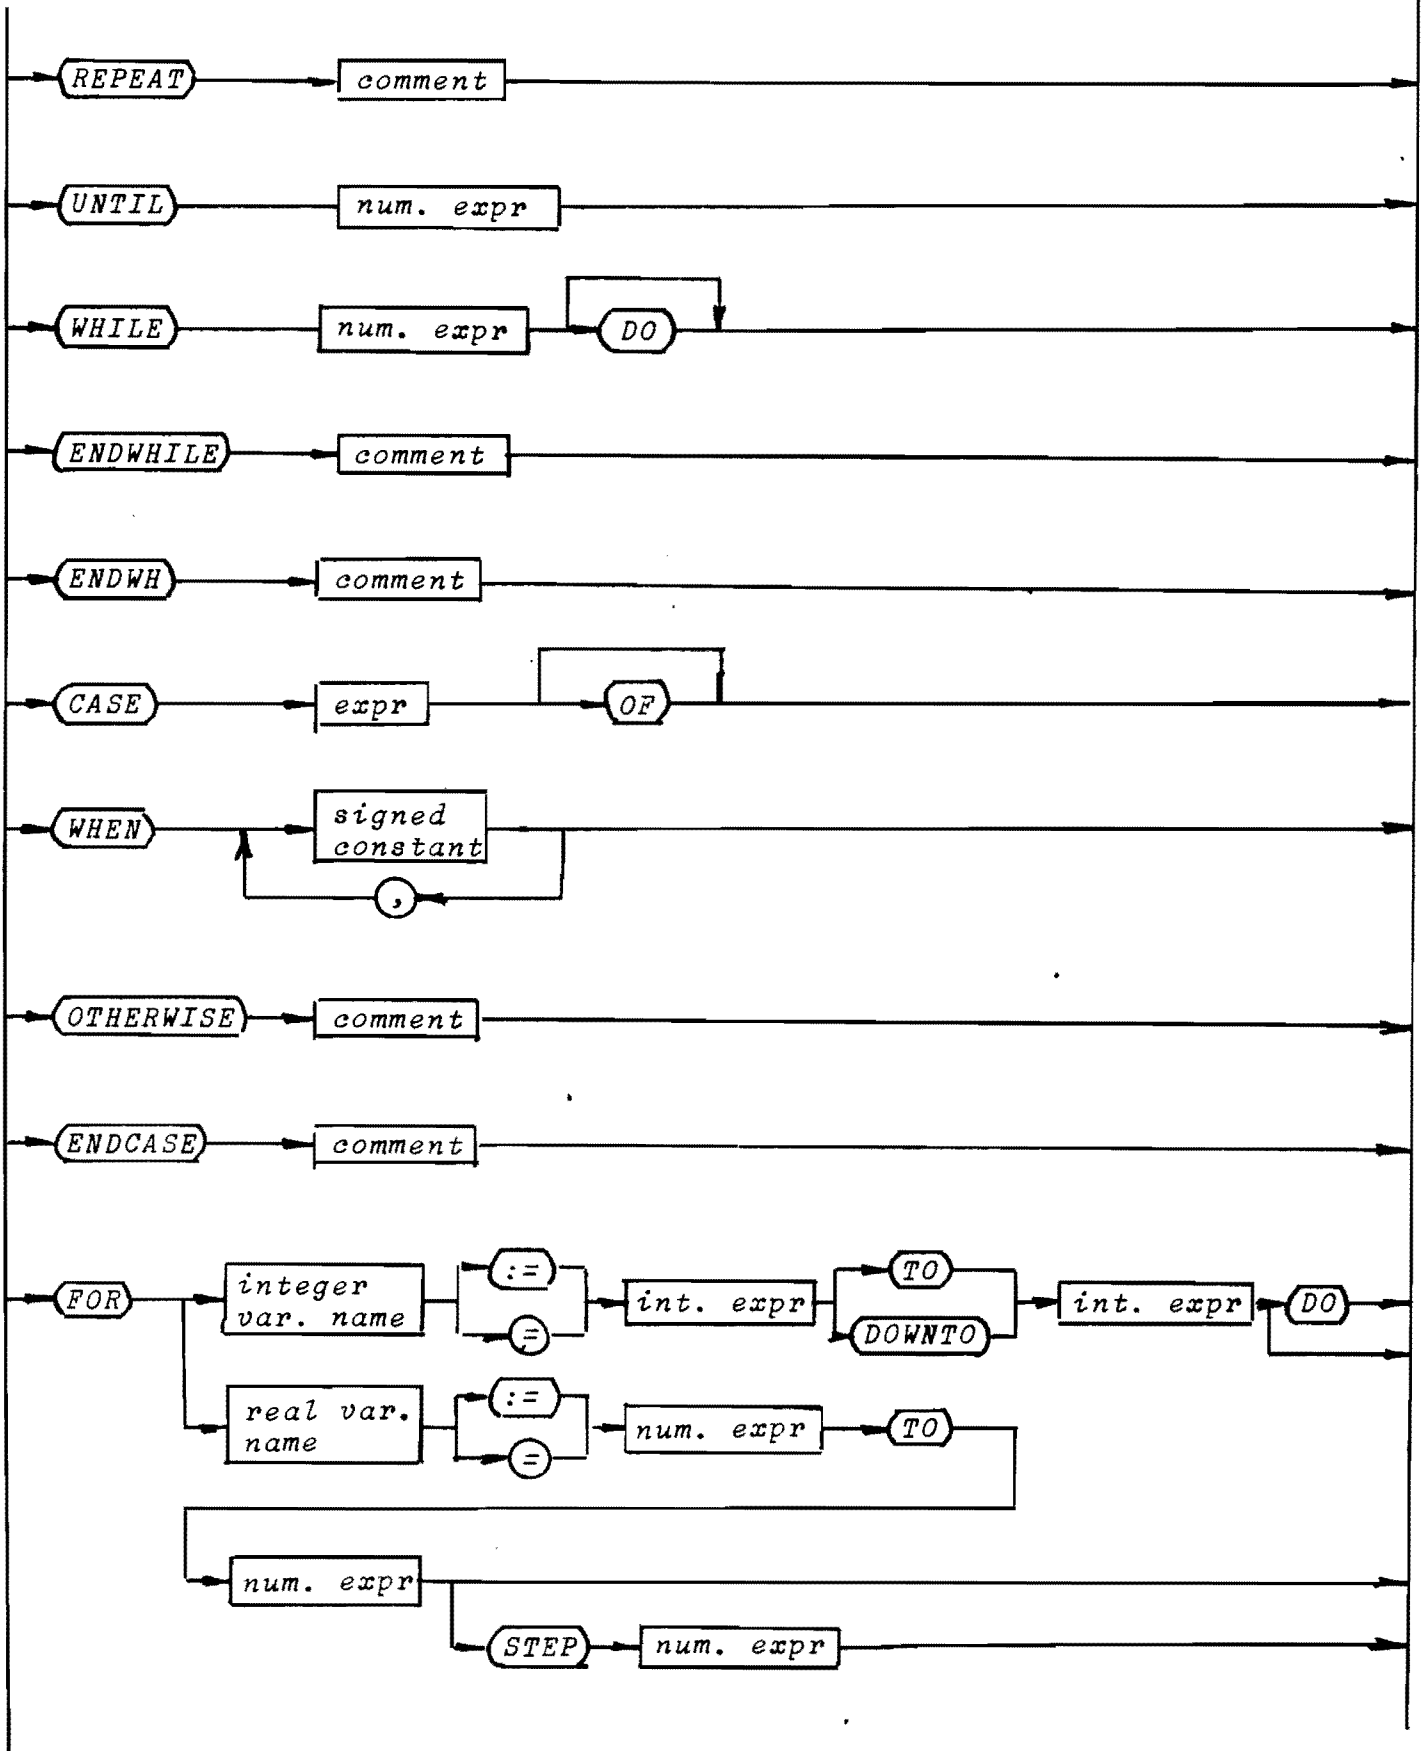 REPEAT comment
UNTIL num. expr
WHILE num. expr DO
ENDWHILE comment
ENDWH comment
CASE expr OF
WHEN signed constant
,
OTHERWISE comment
ENDCASE comment
FOR integer var. name := = int. expr TO DOWNTO int. expr DO
real var. name := = num. expr TO
num. expr
STEP num. expr